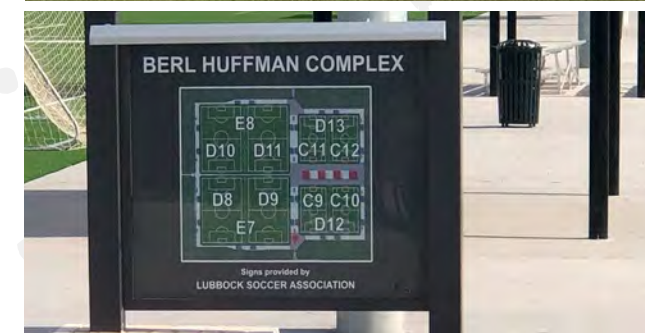 BERL HUFFMAN COMPLEX
E8
D13
D10 D11 C11 C12
D8 D9 C9 C10
E7
D12
Signs provided by
LUBBOCK SOCCER ASSOCIATION